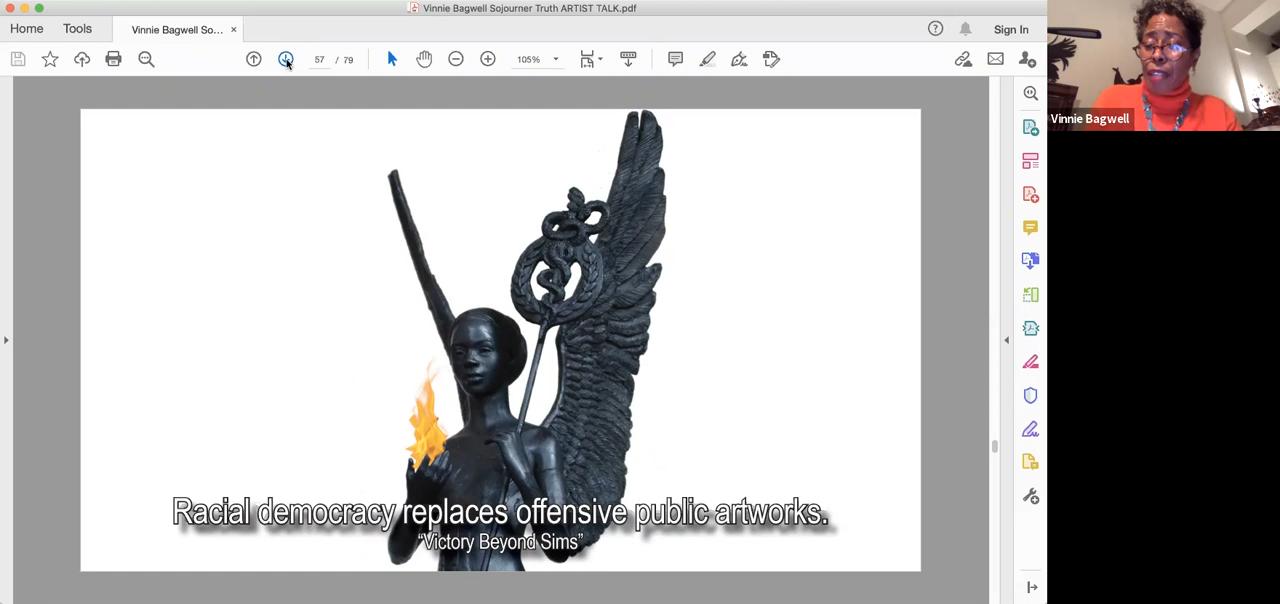 Vinnie Bagwell Sojourner Truth ARTIST TALK.pdf
Home
Tools
Vinnie Bagwell So...
Sign In
57 / 79
105%
Vinnie Bagwell
Racial democracy replaces offensive public artworks.
“Victory Beyond Sims”